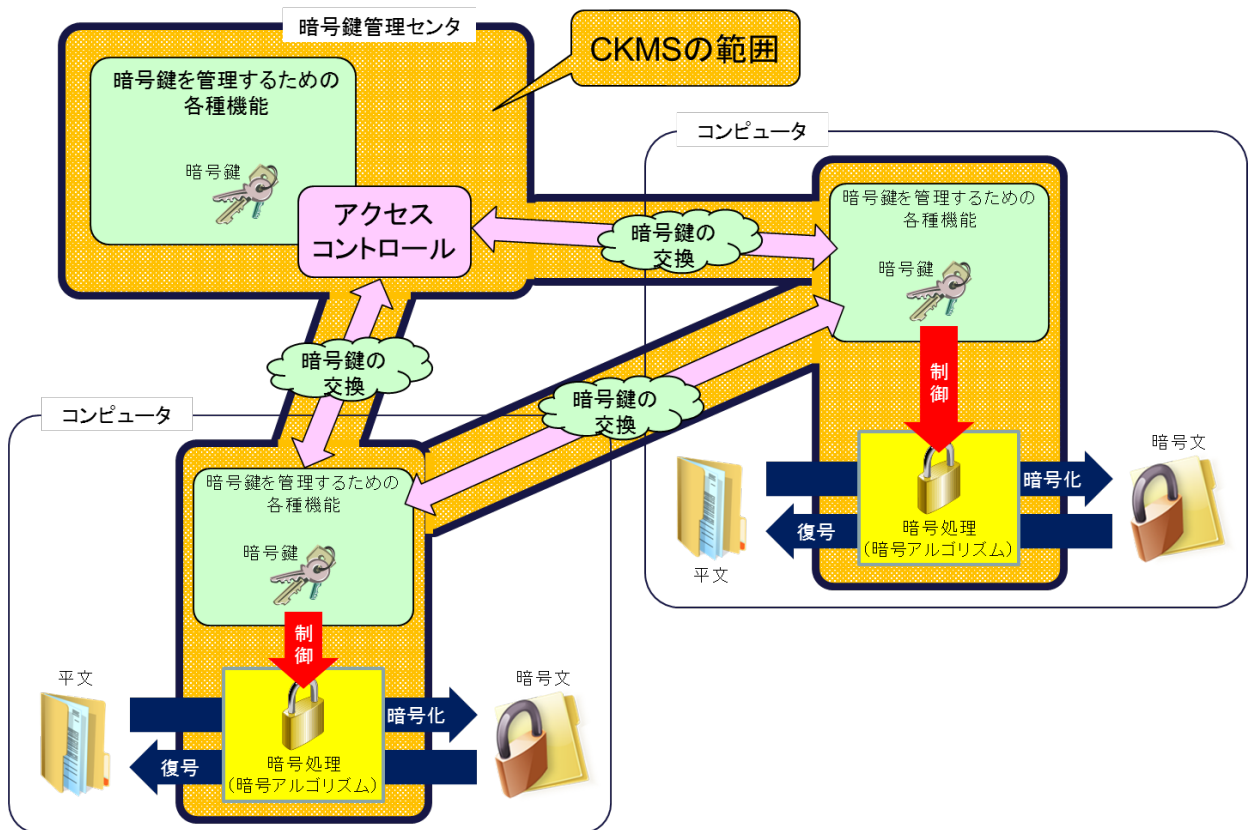 暗号鍵管理センタ
CKMSの範囲
暗号鍵を管理するための
各種機能
暗号鍵
アクセス
コントロール
コンピュータ
暗号鍵を管理するための
各種機能
暗号鍵
暗号鍵の
交換
暗号鍵の
交換
暗号鍵の
交換
制
御
暗号文
暗号化
復号
暗号処理
(暗号アルゴリズム)
平文
コンピュータ
暗号鍵を管理するための
各種機能
暗号鍵
制
御
平文
暗号文
暗号化
復号
暗号処理
(暗号アルゴリズム)